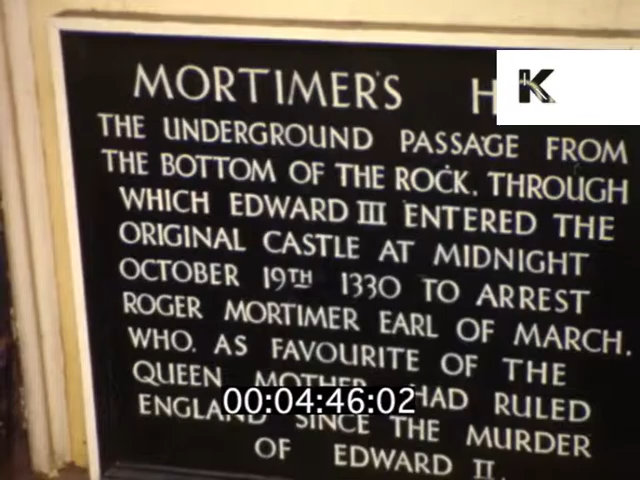 MORTIMER'S H
K
THE UNDERGROUND PASSAGE FROM
THE BOTTOM OF THE ROCK, THROUGH
WHICH EDWARD III ENTERED THE
ORIGINAL CASTLE AT MIDNIGHT
OCTOBER 19TH 1330 TO ARREST
ROGER MORTIMER EARL OF MARCH,
WHO, AS FAVOURITE OF THE
QUEEN MOTHER HAD RULED
00:04:46:02
ENGLAND SINCE THE MURDER
OF EDWARD II.